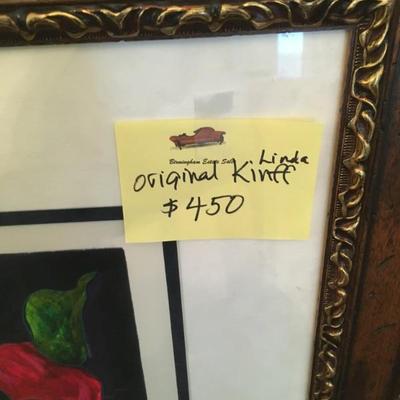 Birmingham Estate Sale
Linda
original Kinff
$450